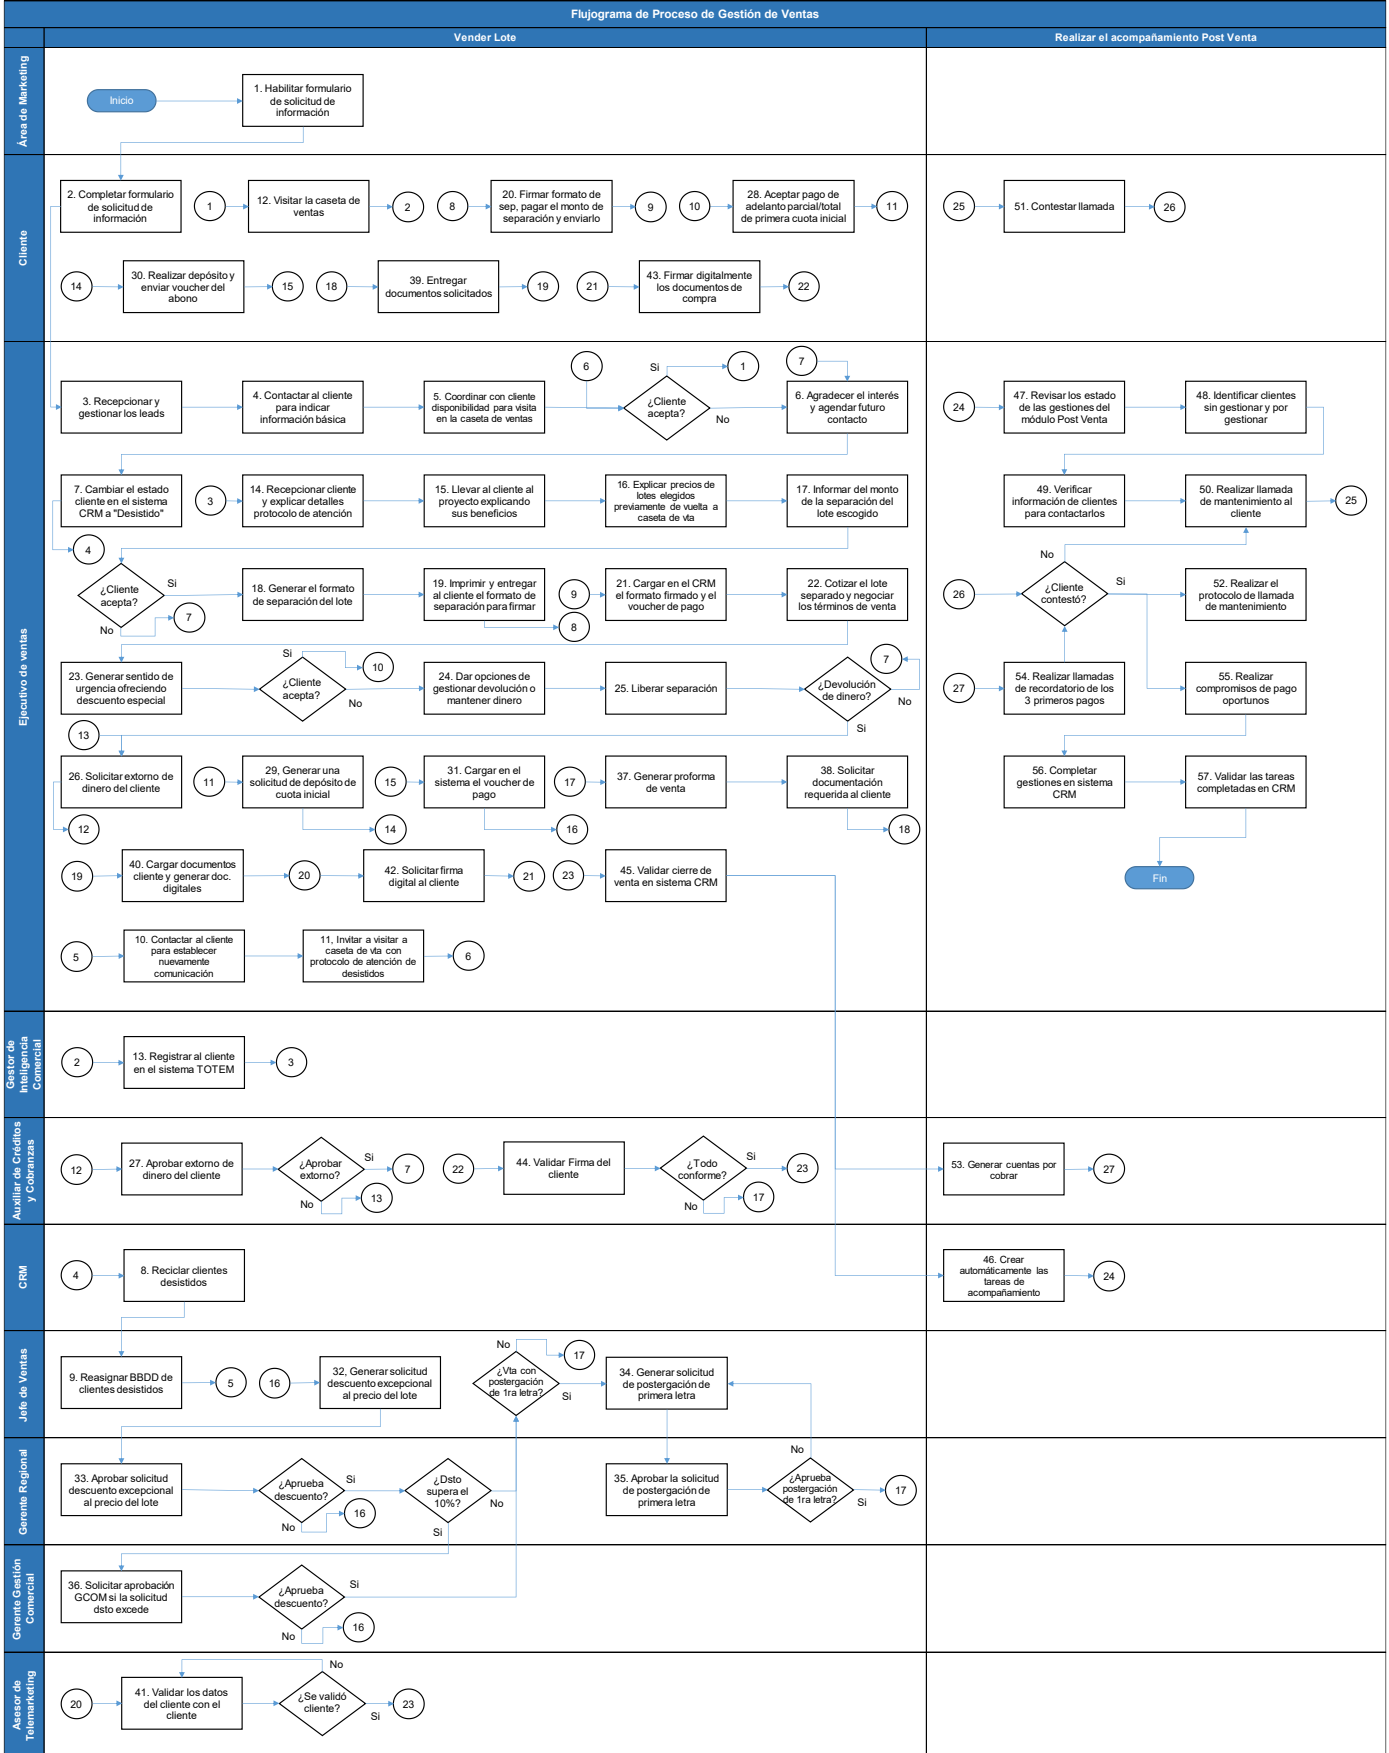 Flujograma de Proceso de Gestión de Ventas
Vender Lote
Realizar el acompañamiento Post Venta
Área de Marketing
Inicio
1. Habilitar formulario
de solicitud de
información
Cliente
2. Completar formulario
de solicitud de
información
1
12. Visitar la caseta de
ventas
2
8
20. Firmar formato de
sep, pagar el monto de
separación y enviarlo
9
10
28. Aceptar pago de
adelanto parcial/total
de primera cuota inicial
11
25
51. Contestar llamada
26
14
30. Realizar depósito y
enviar voucher del
abono
15
18
39. Entregar
documentos solicitados
19
21
43. Firmar digitalmente
los documentos de
compra
22
Ejecutivo de ventas
3. Recepcionar y
gestionar los leads
4. Contactar al cliente
para indicar
información básica
5. Coordinar con cliente
disponibilidad para visita
en la caseta de ventas
6
¿Cliente
acepta?
Si
1
No
7
6. Agradecer el interés
y agendar futuro
contacto
24
47. Revisar los estado
de las gestiones del
módulo Post Venta
48. Identificar clientes
sin gestionar y por
gestionar
7. Cambiar el estado
cliente en el sistema
CRM a "Desistido"
4
3
14. Recepcionar cliente
y explicar detalles
protocolo de atención
15. Llevar al cliente al
proyecto explicando
sus beneficios
16. Explicar precios de
lotes elegidos
previamente de vuelta a
caseta de vta
17. Informar del monto
de la separación del
lote escogido
49. Verificar
información de clientes
para contactarlos
50. Realizar llamada
de mantenimiento al
cliente
25
¿Cliente
acepta?
Si
No
7
18. Generar el formato
de separación del lote
19. Imprimir y entregar
al cliente el formato de
separación para firmar
8
9
21. Cargar en el CRM
el formato firmado y el
voucher de pago
22. Cotizar el lote
separado y negociar
los términos de venta
26
¿Cliente
contestó?
No
Si
52. Realizar el
protocolo de llamada
de mantenimiento
23. Generar sentido de
urgencia ofreciendo
descuento especial
¿Cliente
acepta?
Si
10
No
24. Dar opciones de
gestionar devolución o
mantener dinero
25. Liberar separación
¿Devolución
de dinero?
7
No
Si
27
54. Realizar llamadas
de recordatorio de los
3 primeros pagos
55. Realizar
compromisos de pago
oportunos
13
26. Solicitar extorno de
dinero del cliente
12
11
29, Generar una
solicitud de depósito de
cuota inicial
14
15
31. Cargar en el
sistema el voucher de
pago
16
17
37. Generar proforma
de venta
38. Solicitar
documentación
requerida al cliente
18
56. Completar
gestiones en sistema
CRM
57. Validar las tareas
completadas en CRM
19
40. Cargar documentos
cliente y generar doc.
digitales
20
42. Solicitar firma
digital al cliente
21
23
45. Validar cierre de
venta en sistema CRM
Fin
5
10. Contactar al cliente
para establecer
nuevamente
comunicación
11, Invitar a visitar a
caseta de vta con
protocolo de atención de
desistidos
6
Gestor de
Inteligencia
Comercial
2
13. Registrar al cliente
en el sistema TOTEM
3
Auxiliar de Créditos
y Cobranzas
12
27. Aprobar extorno de
dinero del cliente
¿Aprobar
extorno?
Si
7
No
13
22
44. Validar Firma del
cliente
¿Todo
conforme?
Si
23
No
17
53. Generar cuentas por
cobrar
27
CRM
4
8. Reciclar clientes
desistidos
46. Crear
automáticamente las
tareas de
acompañamiento
24
Jefe de Ventas
9. Reasignar BBDD de
clientes desistidos
5
16
32, Generar solicitud
descuento excepcional
al precio del lote
¿Vta con
postergación
de 1ra letra?
No
17
Si
34. Generar solicitud
de postergación de
primera letra
Gerente Regional
33. Aprobar solicitud
descuento excepcional
al precio del lote
¿Aprueba
descuento?
Si
No
16
¿Dsto
supera el
10%?
No
Si
35. Aprobar la solicitud
de postergación de
primera letra
No
¿Aprueba
postergación
de 1ra letra?
Si
17
Gerente Gestión
Comercial
36. Solicitar aprobación
GCOM si la solicitud
dsto excede
¿Aprueba
descuento?
Si
No
16
Asesor de
Telemarketing
20
41. Validar los datos
del cliente con el
cliente
No
¿Se validó
cliente?
Si
23